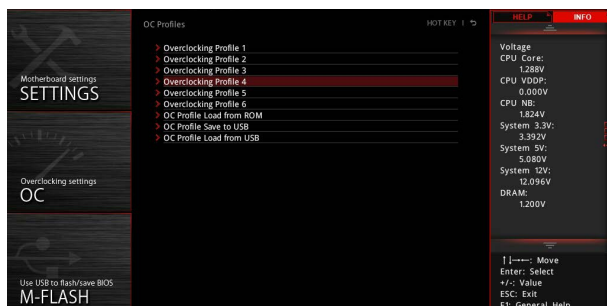 OC Profiles
HOT KEY |
HELP
INFO
Motherboard settings
SETTINGS
Overclocking settings
OC
Use USB to flash/save BIOS
M-FLASH
Overclocking Profile 1
Overclocking Profile 2
Overclocking Profile 3
Overclocking Profile 4
Overclocking Profile 5
Overclocking Profile 6
OC Profile Load from ROM
OC Profile Save to USB
OC Profile Load from USB
Voltage
CPU Core:
1.288V
CPU VDDP:
0.000V
CPU NB:
1.824V
System 3.3V:
3.392V
System 5V:
5.080V
System 12V:
12.096V
DRAM:
1.200V
↑↓→←: Move
Enter: Select
+/-: Value
ESC: Exit
F1: General Help